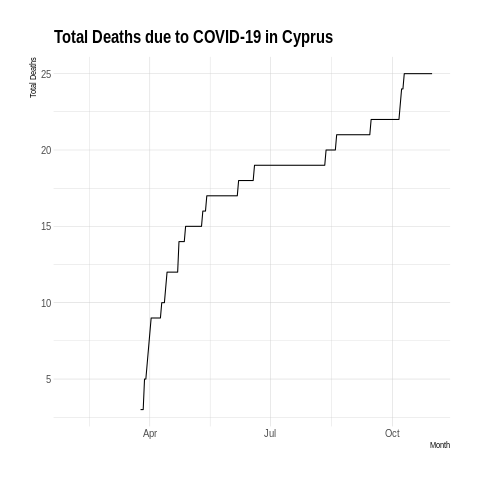 Total Deaths due to COVID-19 in Cyprus
Total Deaths
25
20
15
10
5
Apr
Jul
Oct
Month